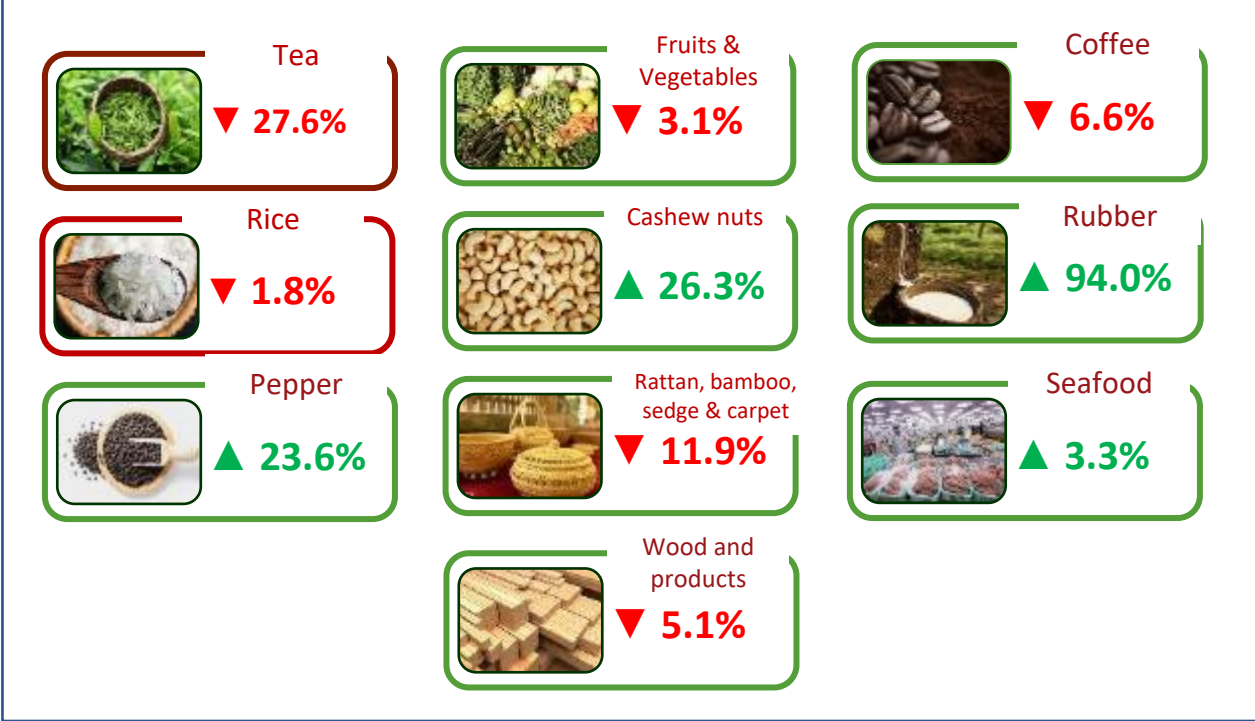 Tea
▼ 27.6%
Fruits &
Vegetables
▼ 3.1%
Coffee
▼ 6.6%
Rice
▼ 1.8%
Cashew nuts
▲ 26.3%
Rubber
▲ 94.0%
Pepper
▲ 23.6%
Rattan, bamboo,
sedge & carpet
▼ 11.9%
Seafood
▲ 3.3%
Wood and
products
▼ 5.1%